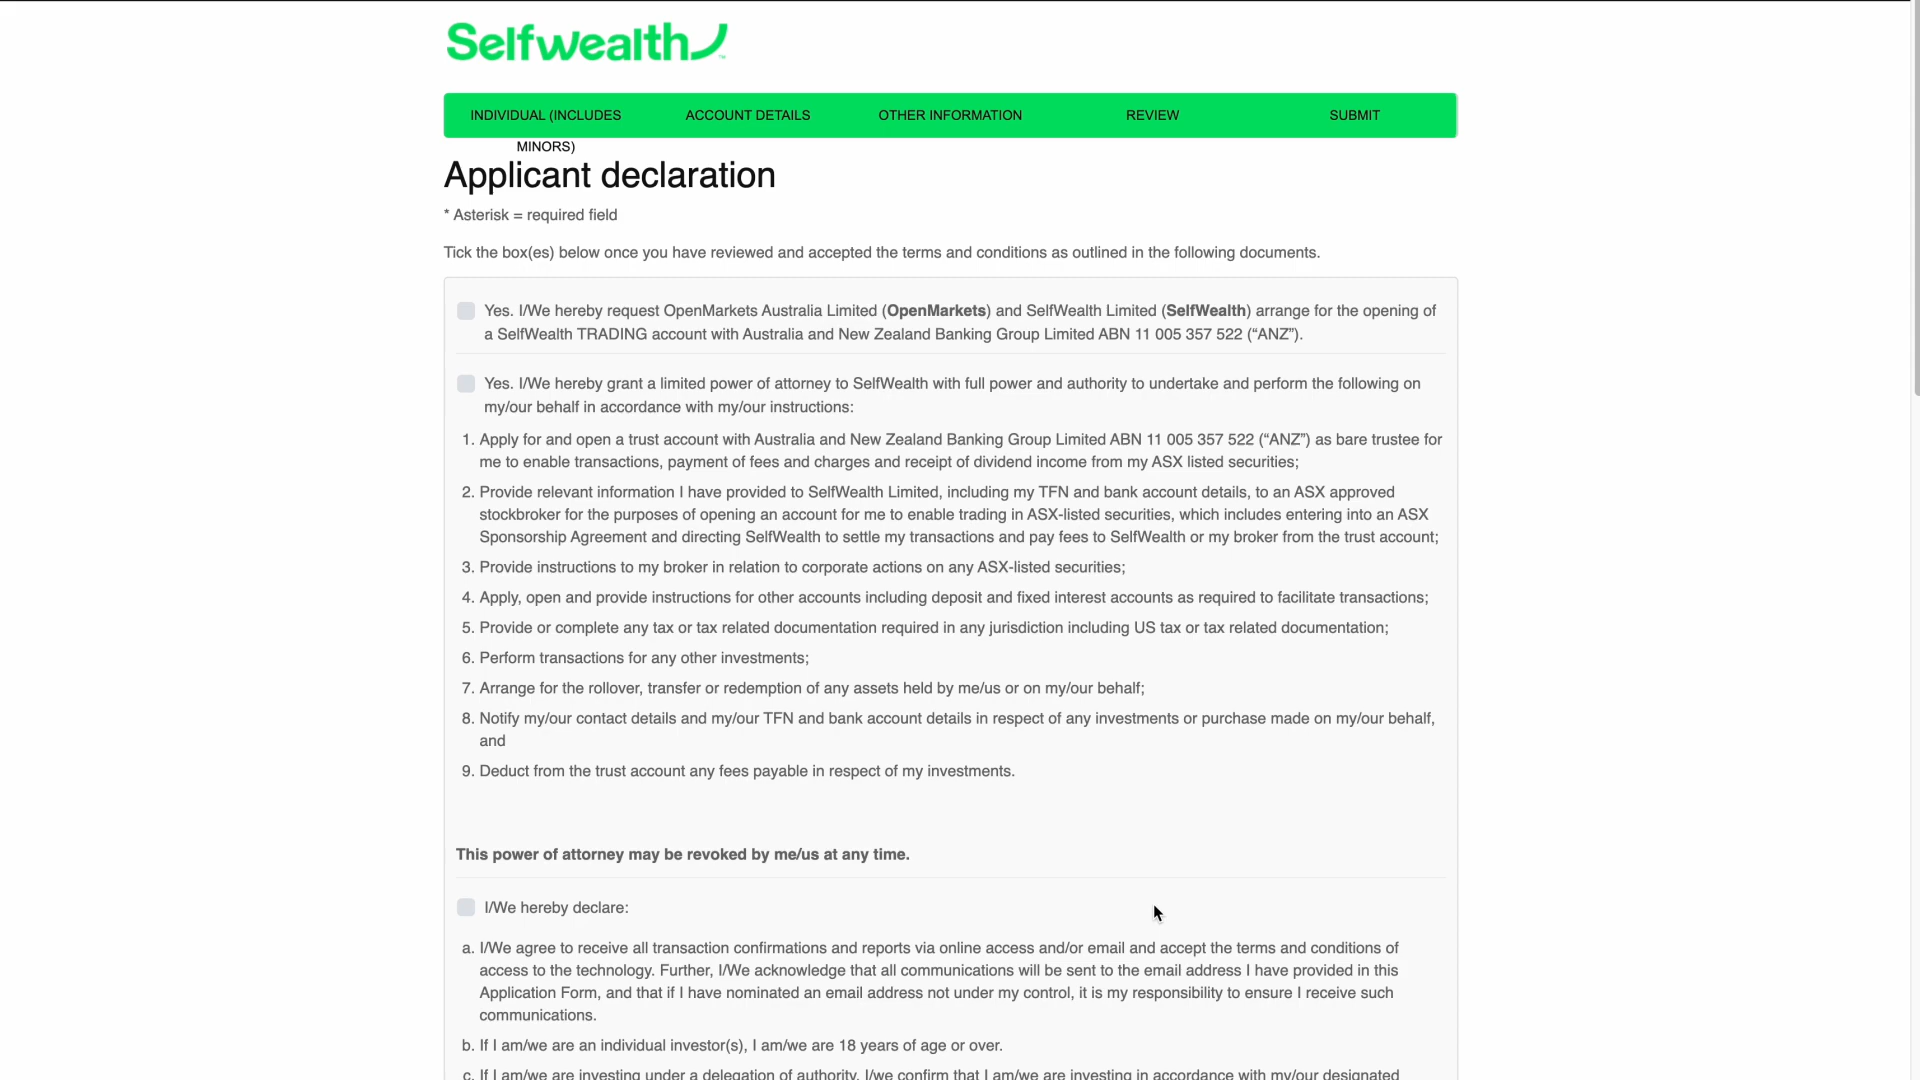 Selfwealth
INDIVIDUAL (INCLUDES MINORS)
ACCOUNT DETAILS
OTHER INFORMATION
REVIEW
SUBMIT
Applicant declaration
* Asterisk = required field
Tick the box(es) below once you have reviewed and accepted the terms and conditions as outlined in the following documents.
Yes. I/We hereby request OpenMarkets Australia Limited (OpenMarkets) and SelfWealth Limited (SelfWealth) arrange for the opening of
a SelfWealth TRADING account with Australia and New Zealand Banking Group Limited ABN 11 005 357 522 (“ANZ”).
Yes. I/We hereby grant a limited power of attorney to SelfWealth with full power and authority to undertake and perform the following on
my/our behalf in accordance with my/our instructions:
1. Apply for and open a trust account with Australia and New Zealand Banking Group Limited ABN 11 005 357 522 (“ANZ”) as bare trustee for
me to enable transactions, payment of fees and charges and receipt of dividend income from my ASX listed securities;
2. Provide relevant information I have provided to SelfWealth Limited, including my TFN and bank account details, to an ASX approved
stockbroker for the purposes of opening an account for me to enable trading in ASX-listed securities, which includes entering into an ASX
Sponsorship Agreement and directing SelfWealth to settle my transactions and pay fees to SelfWealth or my broker from the trust account;
3. Provide instructions to my broker in relation to corporate actions on any ASX-listed securities;
4. Apply, open and provide instructions for other accounts including deposit and fixed interest accounts as required to facilitate transactions;
5. Provide or complete any tax or tax related documentation required in any jurisdiction including US tax or tax related documentation;
6. Perform transactions for any other investments;
7. Arrange for the rollover, transfer or redemption of any assets held by me/us or on my/our behalf;
8. Notify my/our contact details and my/our TFN and bank account details in respect of any investments or purchase made on my/our behalf,
and
9. Deduct from the trust account any fees payable in respect of my investments.
This power of attorney may be revoked by me/us at any time.
I/We hereby declare:
a. I/We agree to receive all transaction confirmations and reports via online access and/or email and accept the terms and conditions of
access to the technology. Further, I/We acknowledge that all communications will be sent to the email address I have provided in this
Application Form, and that if I have nominated an email address not under my control, it is my responsibility to ensure I receive such
communications.
b. If I am/we are an individual investor(s), I am/we are 18 years of age or over.
c. If I am/we are investing under a delegation of authority, I/we confirm that I am/we are investing in accordance with my/our designated